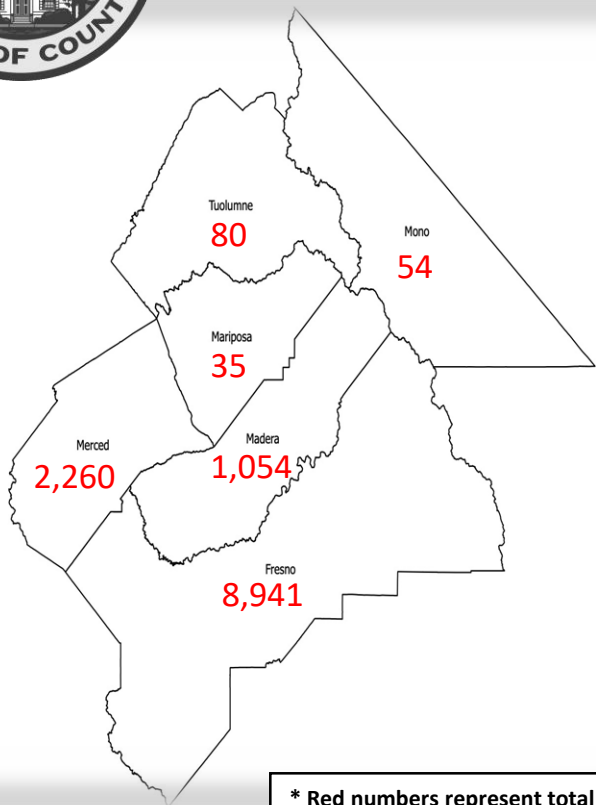 OF COUNT
Tuolumne
80
Mono
54
Mariposa
35
Merced
2,260
Madera
1,054
Fresno
8,941
* Red numbers represent total